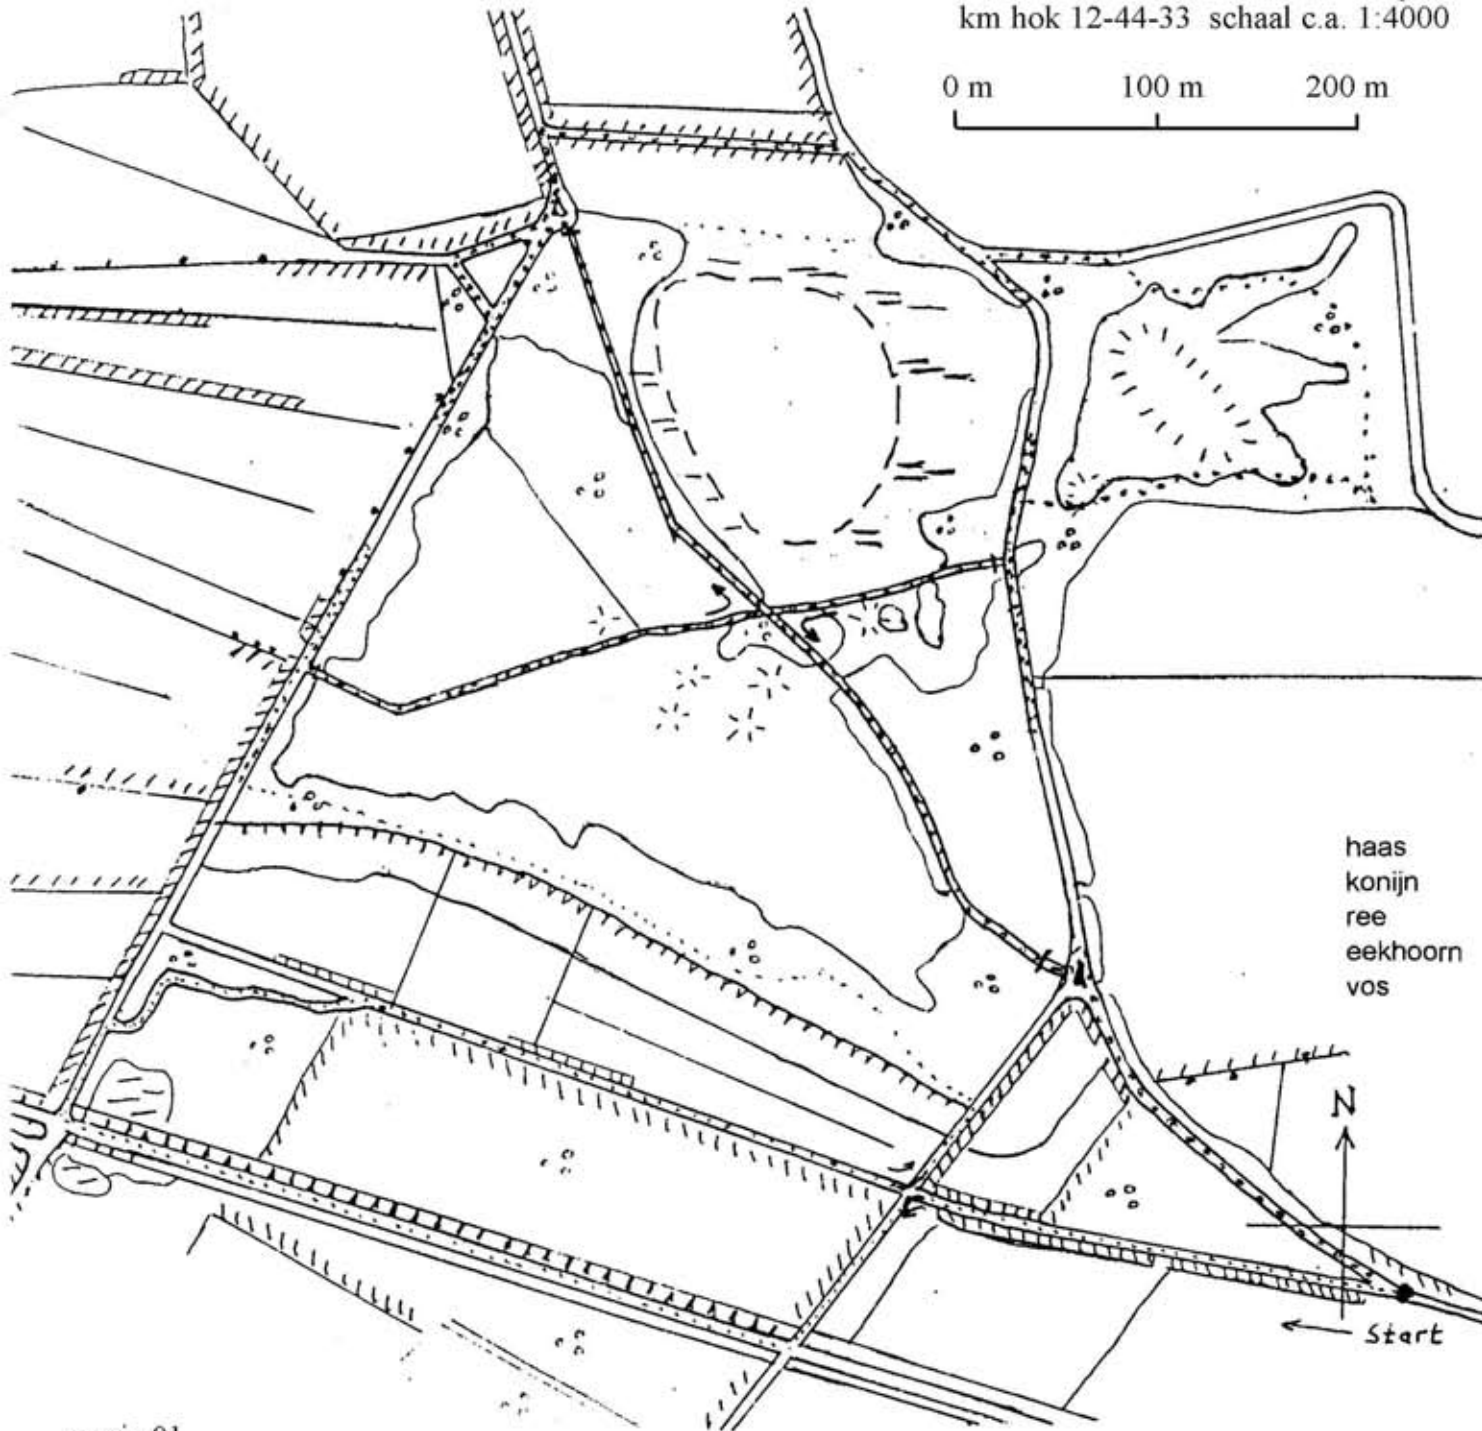 km hok 12-44-33 schaal c.a. 1:4000
0 m 100 m 200 m
haas
konijn
ree
eekhoorn
vos
N
Start